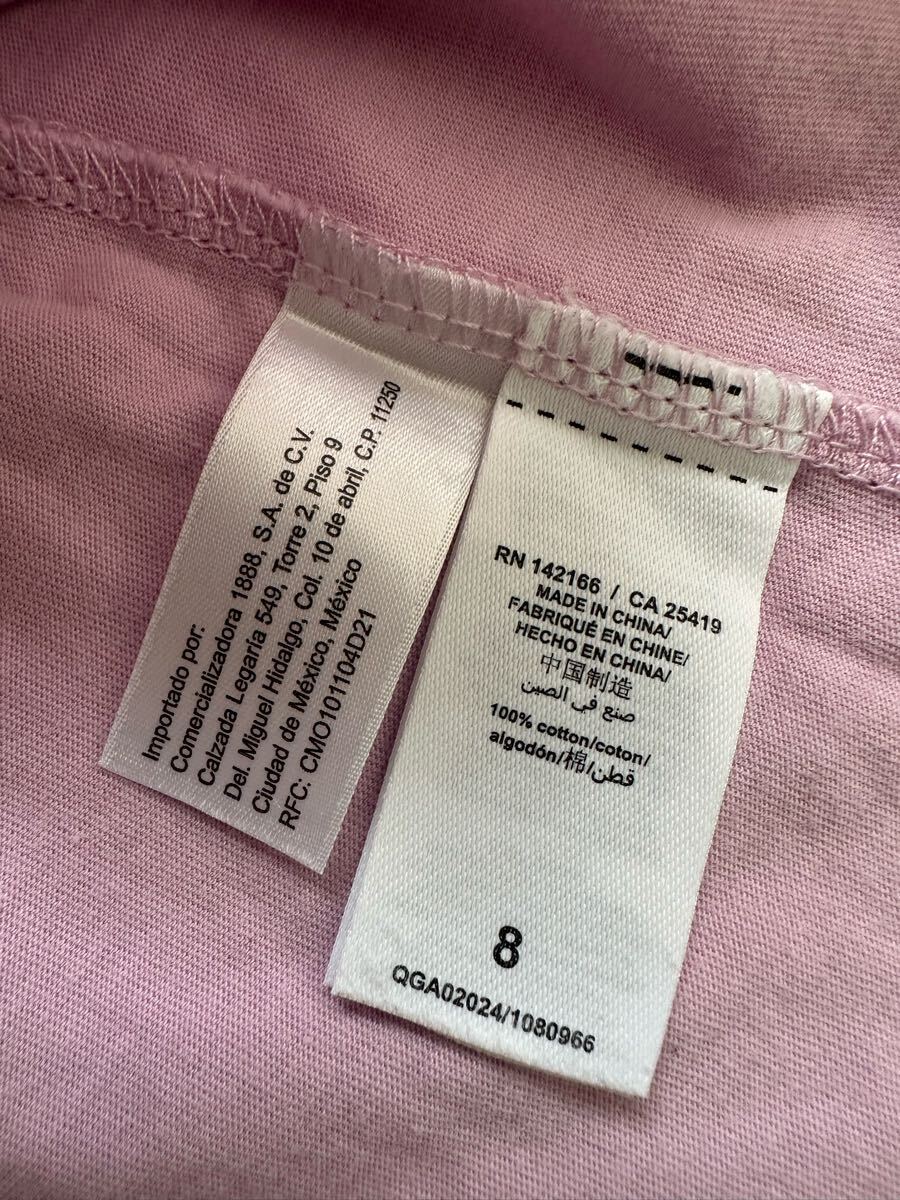 Importado por:
Comercializadora 1888, S.A. de C.V.
Calzada Legaria 549, Torre 2, Piso 9
Del. Miguel Hidalgo, Col. 10 de abril, C.P. 11250
Ciudad de México, México
RFC: CMO101104D21
RN 142166 / CA 25419
MADE IN CHINA/
FABRIQUÉ EN CHINE/
HECHO EN CHINA/
中国制造
صنع في الصين
100% cotton/coton/
algodón/棉/قطن
8
QGA02024/1080966